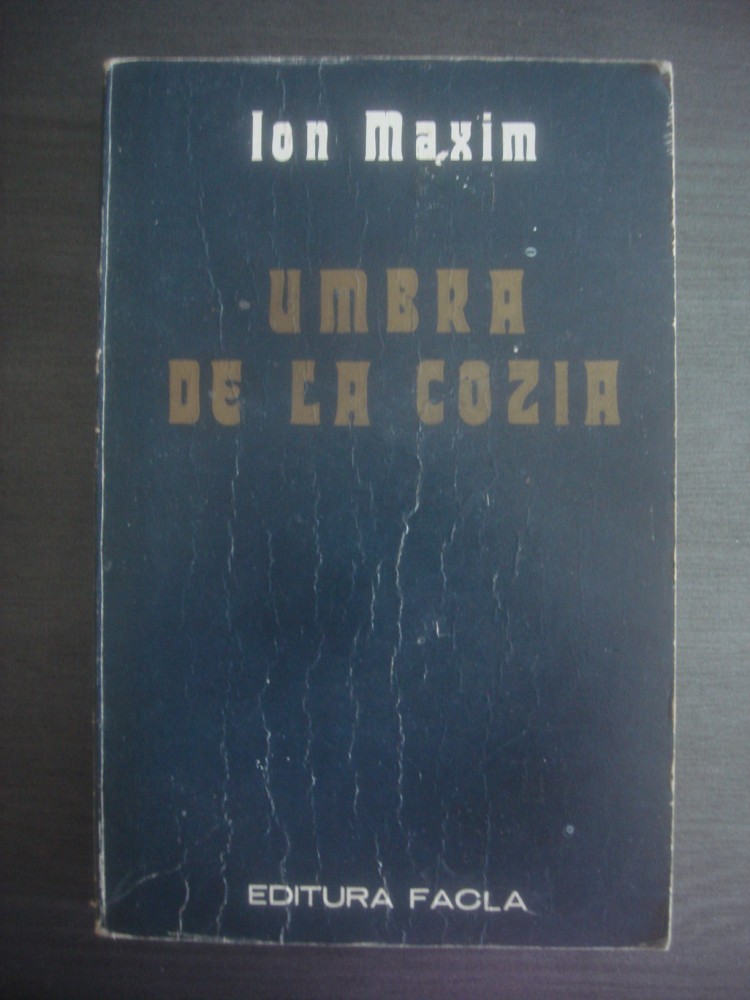 Ion Maxim
UMBRA
DE LA COZIA
EDITURA FACLA